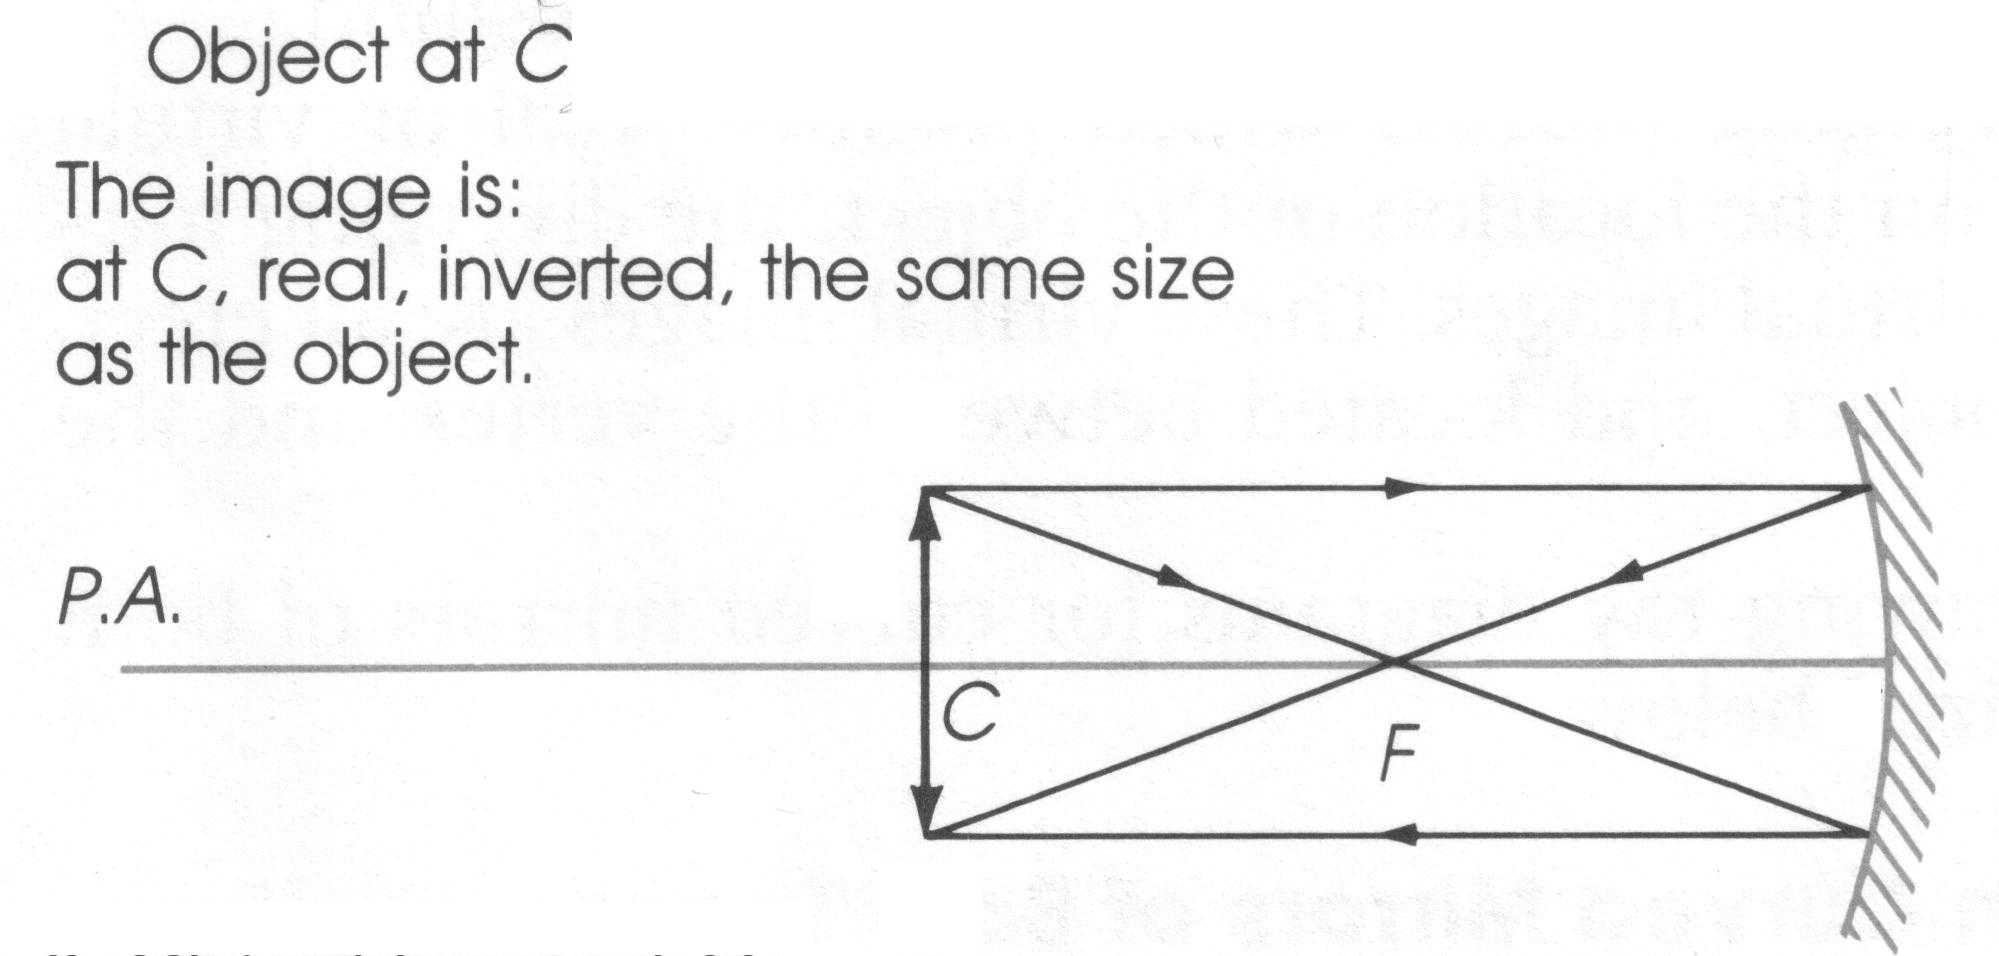 Object at C
The image is:
at C, real, inverted, the same size
as the object.
P.A.
C
F